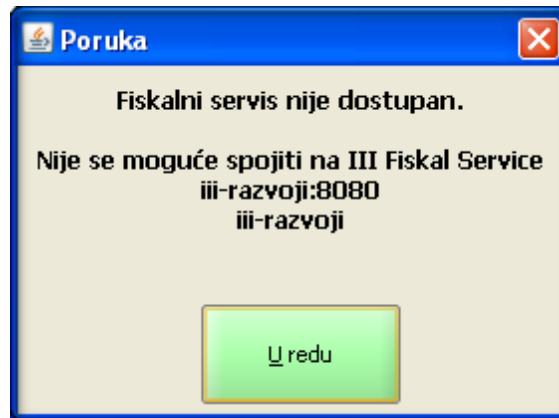 Poruka
Fiskalni servis nije dostupan.
Nije se moguće spojiti na III Fiskal Service
iii-razvoji:8080
iii-razvoji
U redu